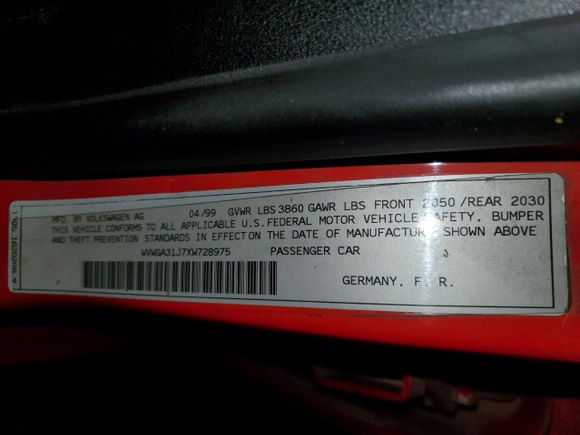 MFD. BY VOLKSWAGEN AG 04/99 GVWR LBS 3860 GAWR LBS FRONT 2050 /REAR 2030
THIS VEHICLE CONFORMS TO ALL APPLICABLE U.S.FEDERAL MOTOR VEHICLE SAFETY, BUMPER
AND THEFT PREVENTION STANDARDS IN EFFECT ON THE DATE OF MANUFACTURE SHOWN ABOVE
WVWGA31J7XW728975 PASSENGER CAR
GERMANY, F. R.